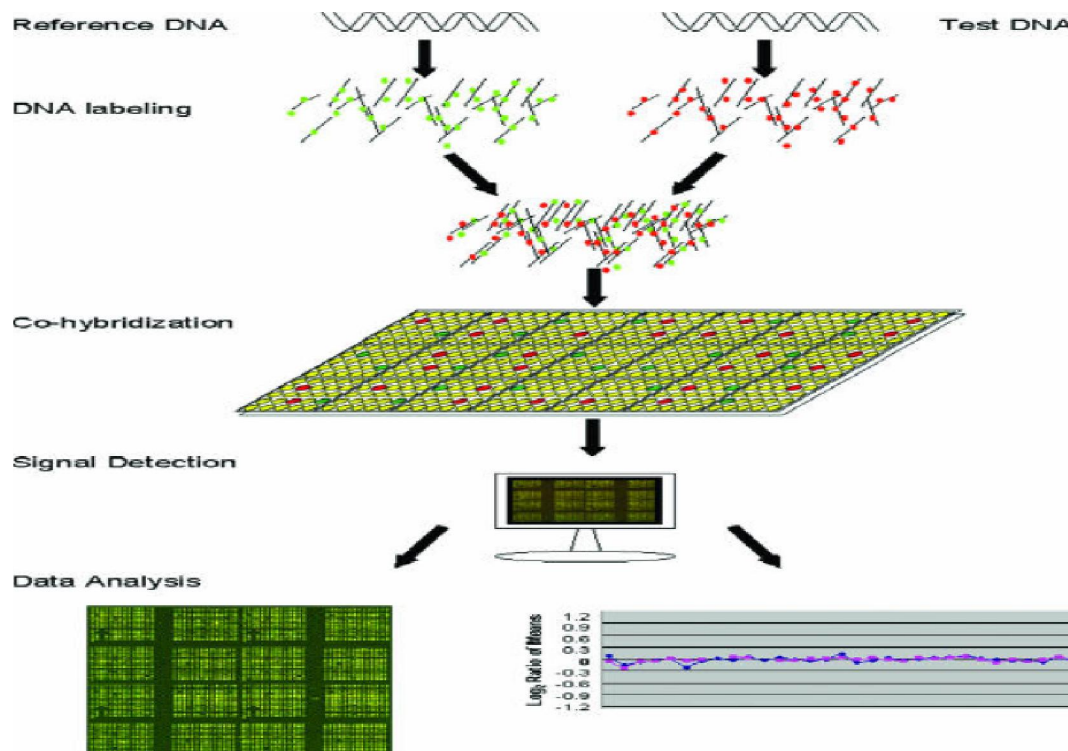 Reference DNA
Test DNA
DNA labeling
Co-hybridization
Signal Detection
Data Analysis
Log2 Ratio of Means
1.2
0.9
0.6
0.3
0
-0.3
-0.6
-0.9
-1.2